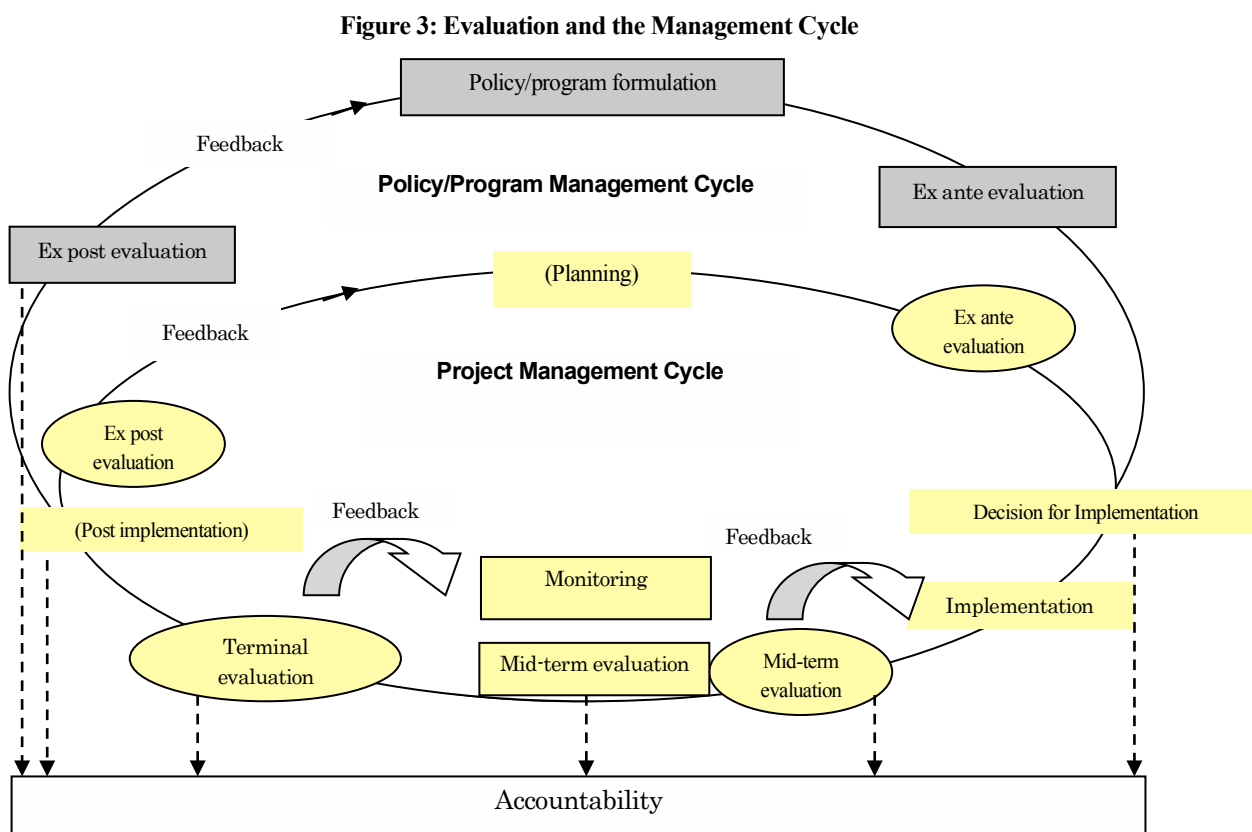 Figure 3: Evaluation and the Management Cycle
Policy/program formulation
Feedback
Policy/Program Management Cycle
Ex ante evaluation
Ex post evaluation
(Planning)
Feedback
Ex ante
evaluation
Project Management Cycle
Ex post
evaluation
Feedback
Decision for Implementation
(Post implementation)
Feedback
Monitoring
Implementation
Terminal
evaluation
Mid-term evaluation
Mid-term
evaluation
Accountability